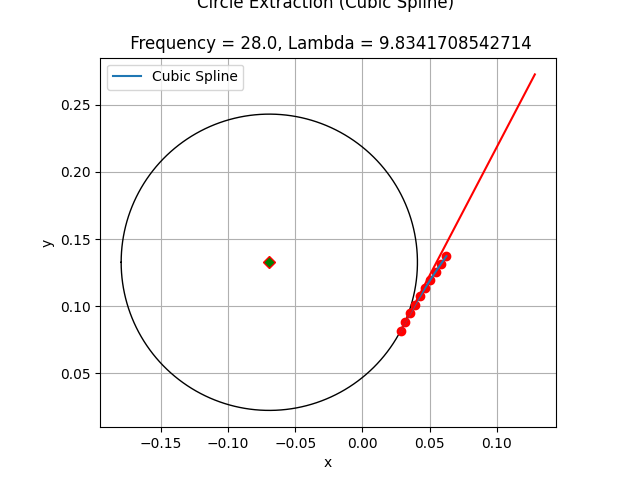 Circle Extraction (Cubic Spline)
Frequency = 28.0, Lambda = 9.8341708542714
Cubic Spline
0.25
0.20
0.15
0.10
0.05
y
−0.15 −0.10 −0.05 0.00 0.05 0.10
x